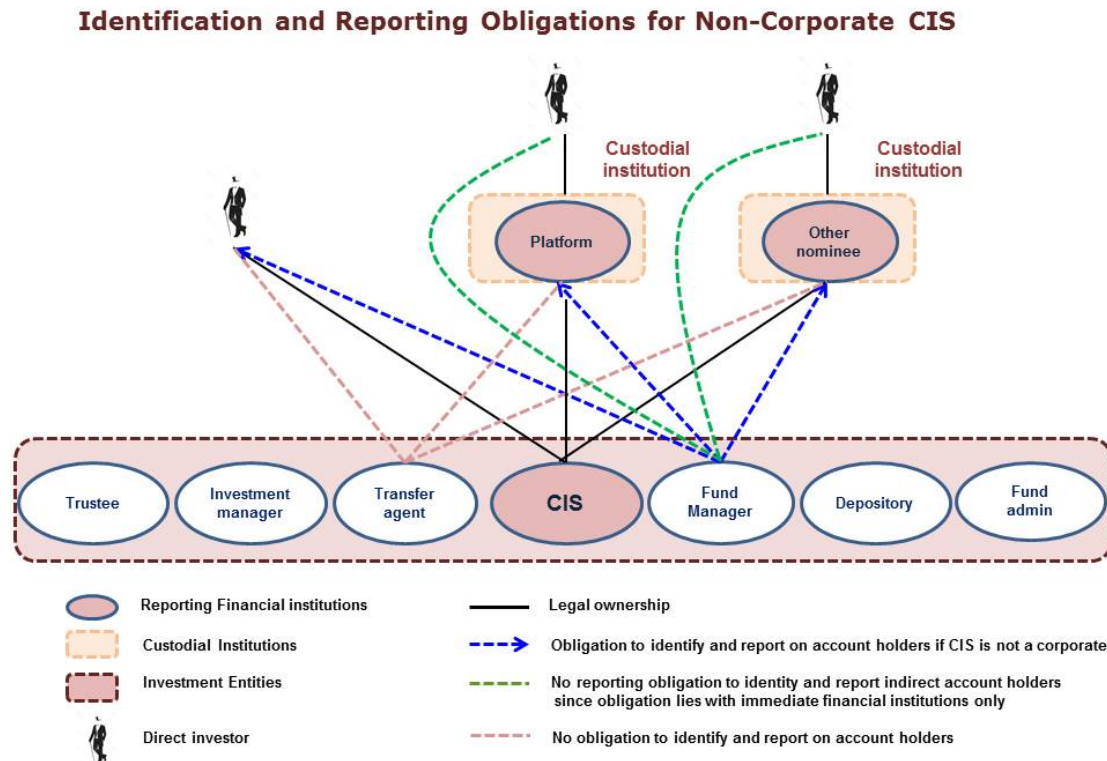 Identification and Reporting Obligations for Non-Corporate CIS
Custodial
institution
Custodial
institution
Platform
Other
nominee
Trustee
Investment
manager
Transfer
agent
CIS
Fund
Manager
Depository
Fund
admin
Reporting Financial institutions
Legal ownership
Custodial Institutions
Obligation to identify and report on account holders if CIS is not a corporate
Investment Entities
No reporting obligation to identity and report indirect account holders
since obligation lies with immediate financial institutions only
Direct investor
No obligation to identify and report on account holders